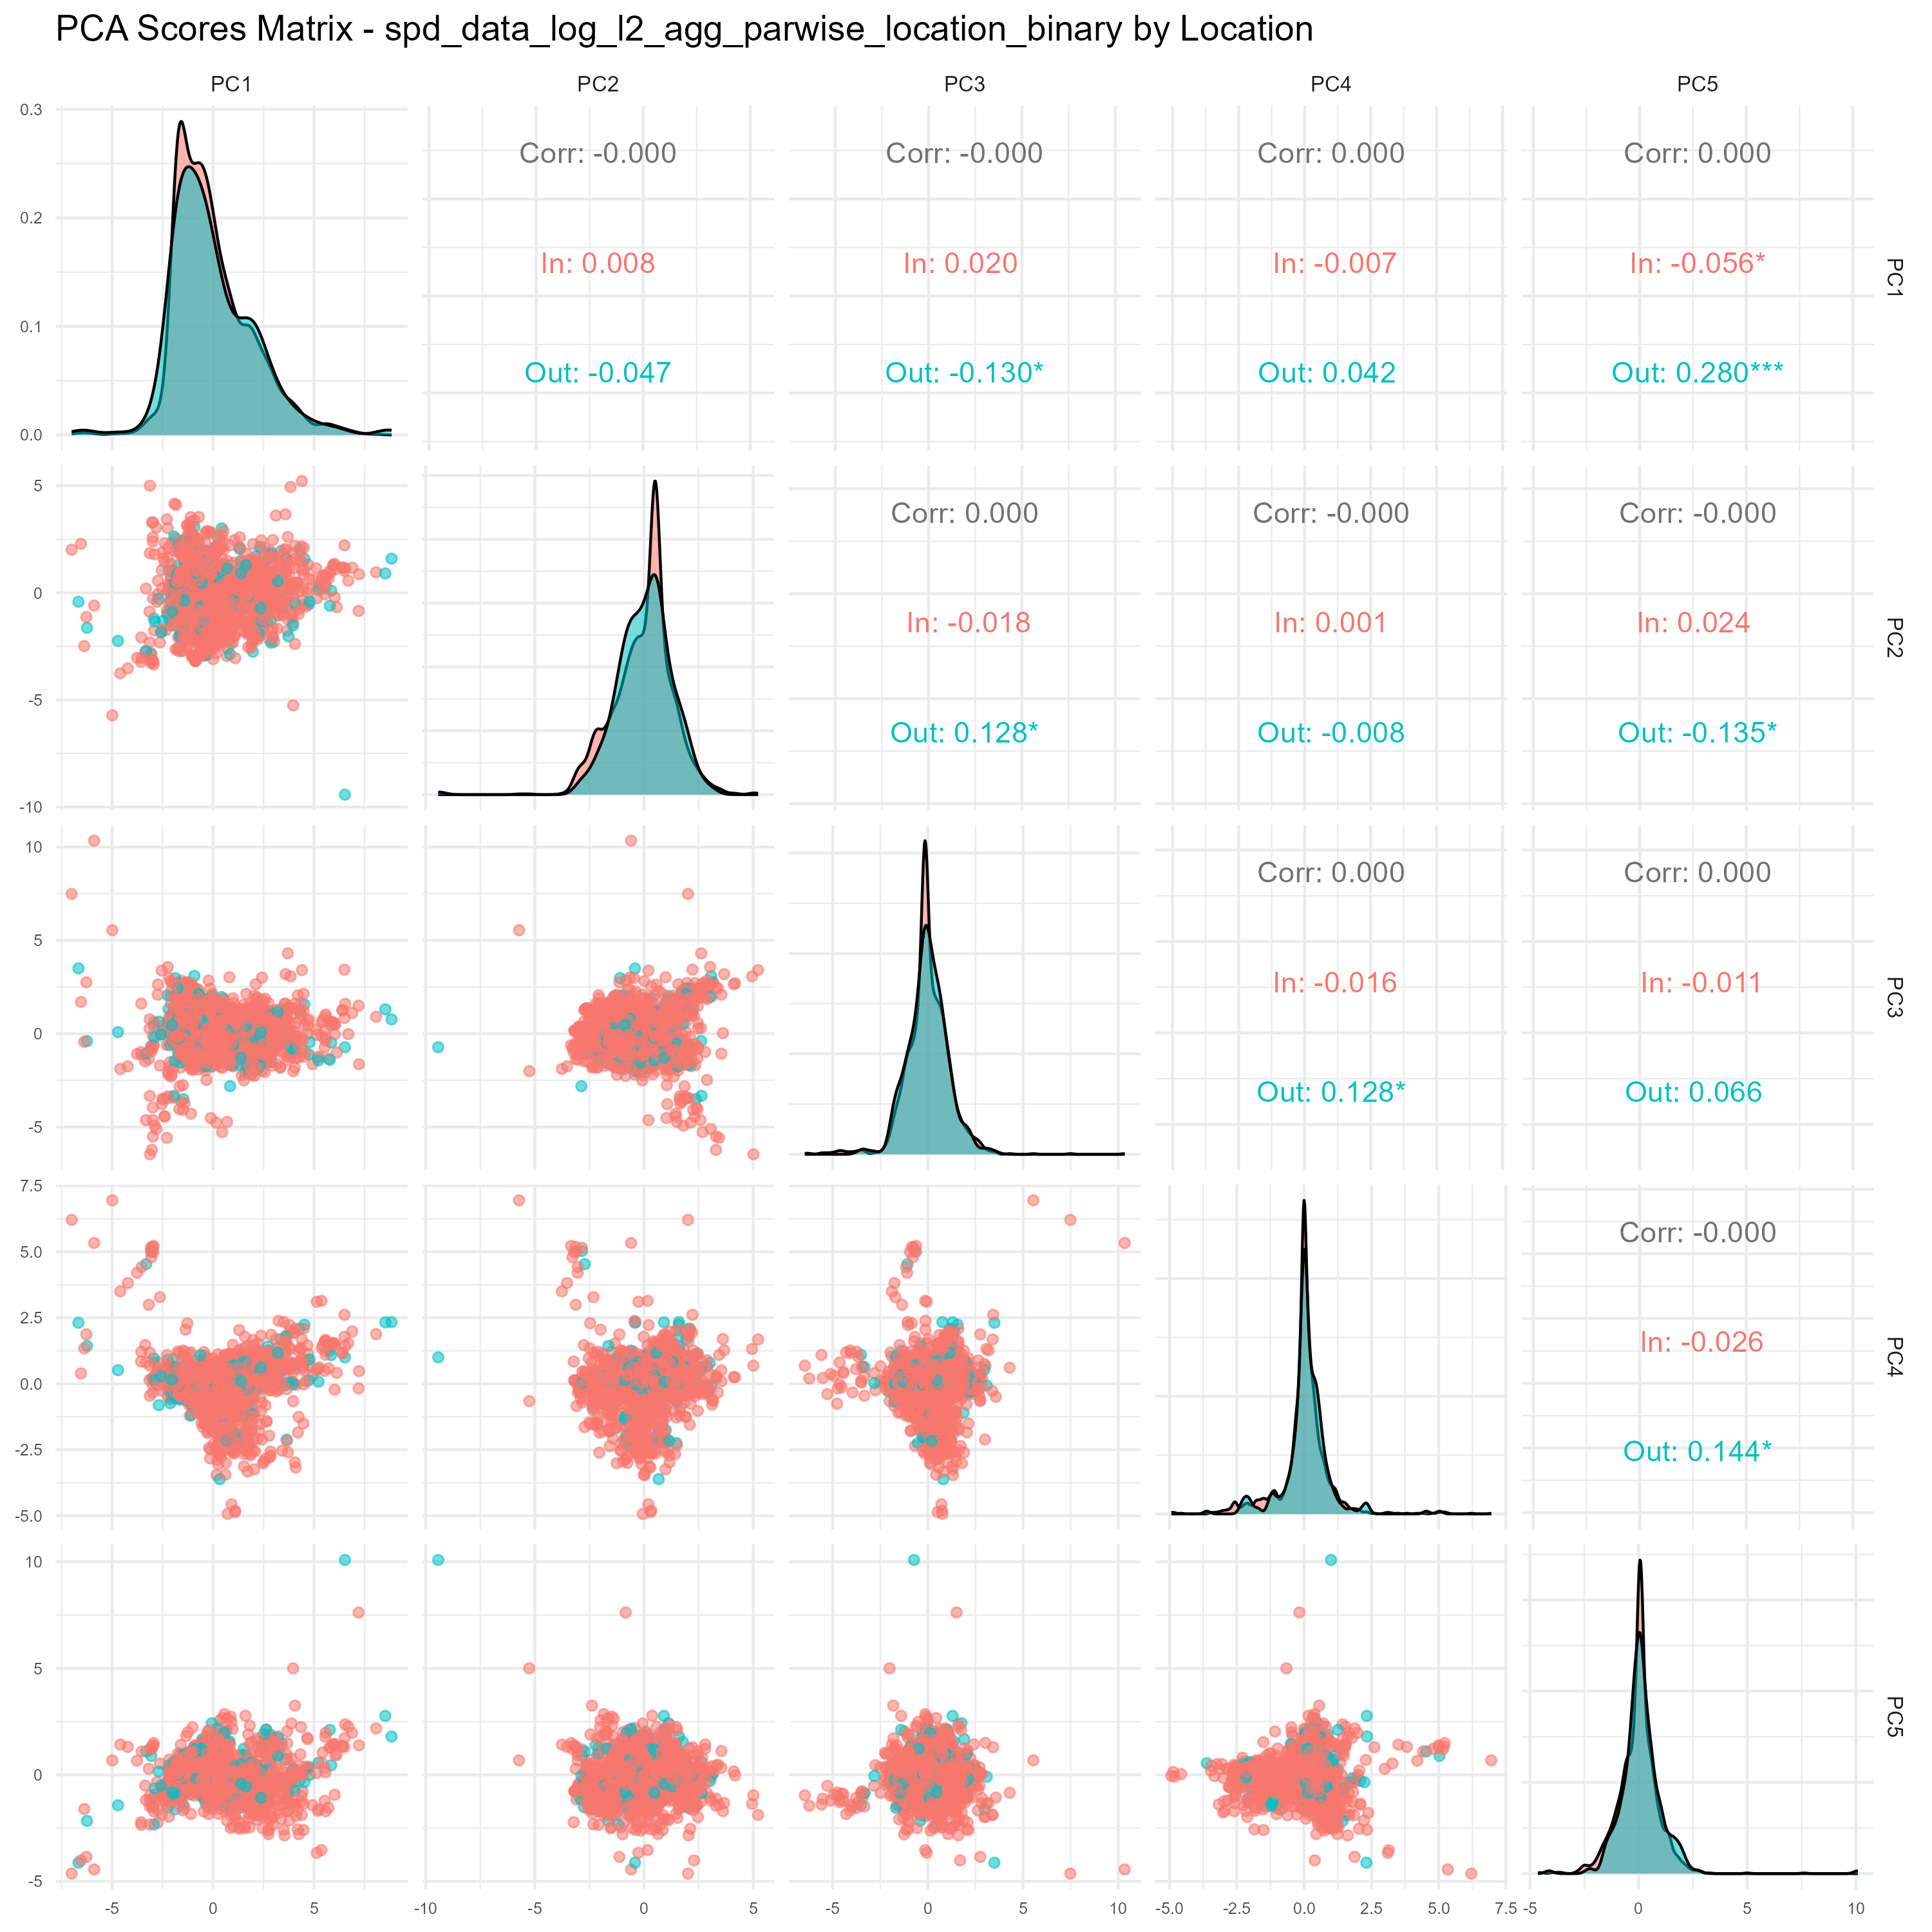 PCA Scores Matrix - spd_data_log_l2_agg_parwise_location_binary by Location
PC1 PC2 PC3 PC4 PC5
0.3
0.2
0.1
0.0
Corr: -0.000
In: 0.008
Out: -0.047
Corr: -0.000
In: 0.020
Out: -0.130*
Corr: 0.000
In: -0.007
Out: 0.042
Corr: 0.000
In: -0.056*
Out: 0.280***
PC1
5
0
-5
-10
Corr: 0.000
In: -0.018
Out: 0.128*
Corr: -0.000
In: 0.001
Out: -0.008
Corr: -0.000
In: 0.024
Out: -0.135*
PC2
10
5
0
-5
Corr: 0.000
In: -0.016
Out: 0.128*
Corr: 0.000
In: -0.011
Out: 0.066
PC3
7.5
5.0
2.5
0.0
-2.5
-5.0
Corr: -0.000
In: -0.026
Out: 0.144*
PC4
10
5
0
-5
PC5
-5 0 5 -10 -5 0 5 -5 0 5 10 -5.0 -2.5 0.0 2.5 5.0 7.5 -5 0 5 10